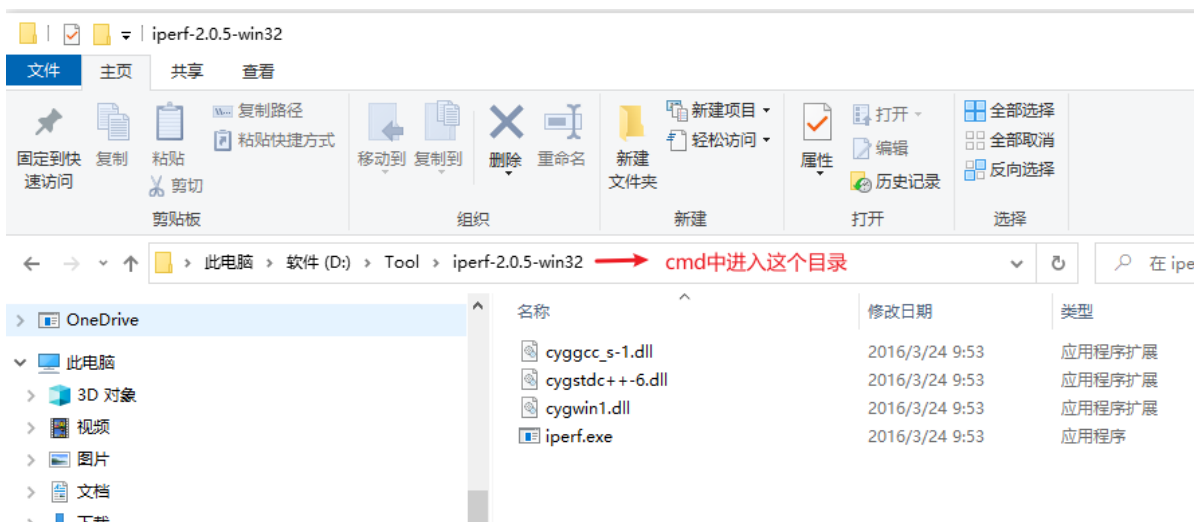 iperf-2.0.5-win32
文件 主页 共享 查看
固定到快速访问
复制
粘贴
复制路径
粘贴快捷方式
剪切
剪贴板
移动到
复制到
删除
重命名
组织
新建文件夹
新建项目
轻松访问
新建
属性
打开
编辑
历史记录
打开
全部选择
全部取消
反向选择
选择
此电脑 > 软件 (D:) > Tool > iperf-2.0.5-win32
cmd中进入这个目录
在 ipe
OneDrive
此电脑
3D 对象
视频
图片
文档
下载
名称 修改日期 类型
cyggcc_s-1.dll 2016/3/24 9:53 应用程序扩展
cygstdc++-6.dll 2016/3/24 9:53 应用程序扩展
cygwin1.dll 2016/3/24 9:53 应用程序扩展
iperf.exe 2016/3/24 9:53 应用程序